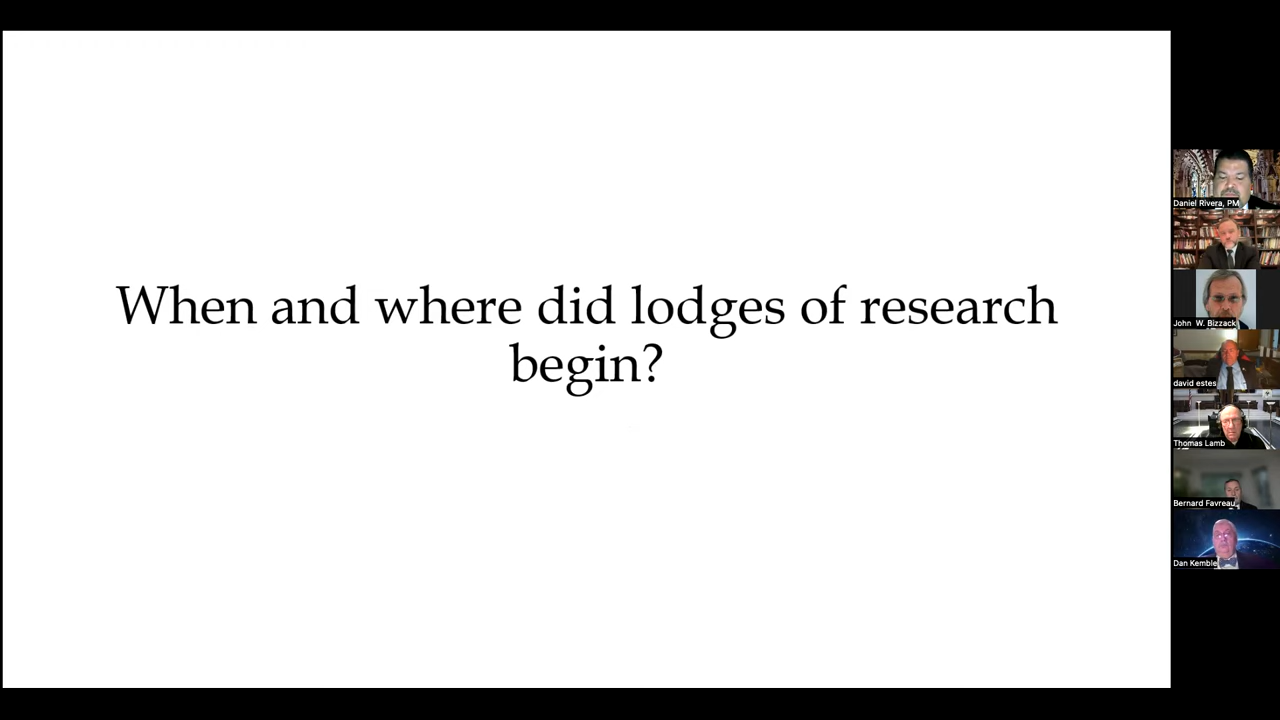 When and where did lodges of research
begin?
Daniel Rivera, PM
John W. Bizzack
david estes
Thomas Lamb
Bernard Favreau
Dan Kemble